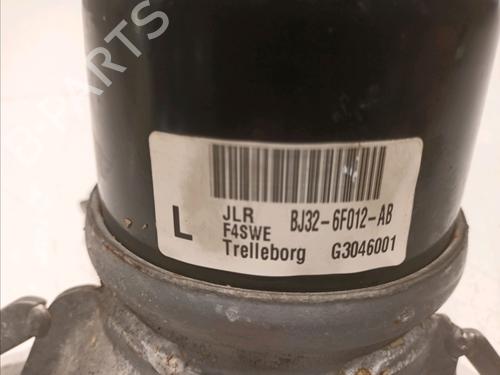 L
JLR BJ32-6F012-AB
F4SWE
Trelleborg G3046001
B-PARTS